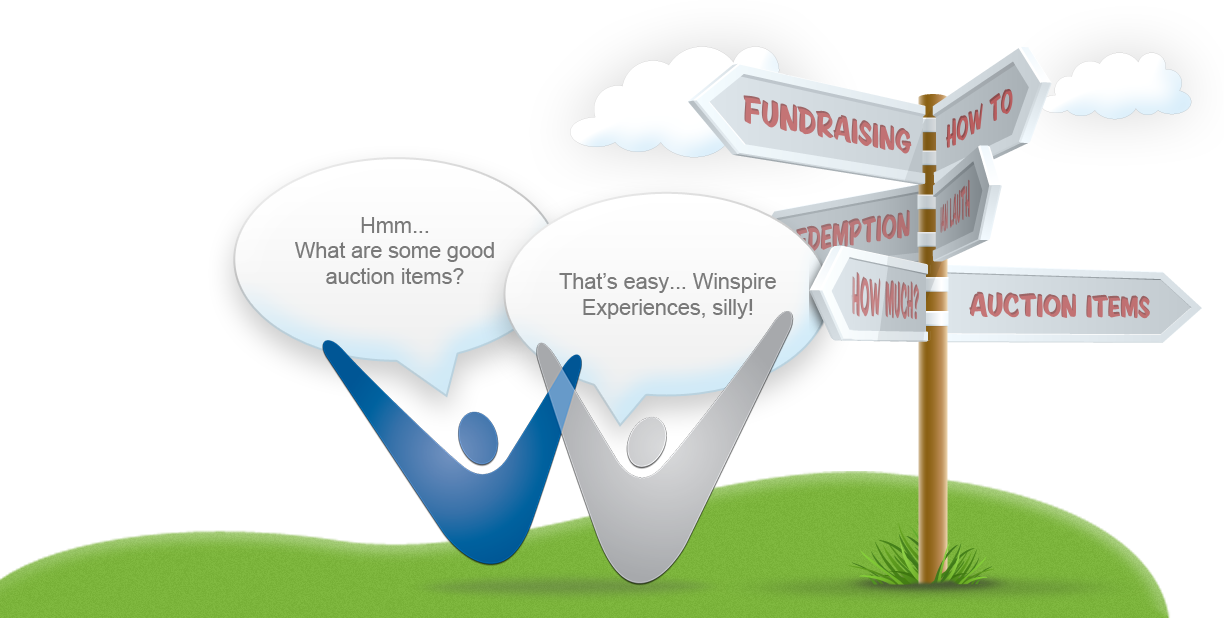 Hmm...
What are some good
auction items?
That's easy... Winspire
Experiences, silly!
FUNDRAISING
HOW TO
HOW MUCH?
AUCTION ITEMS